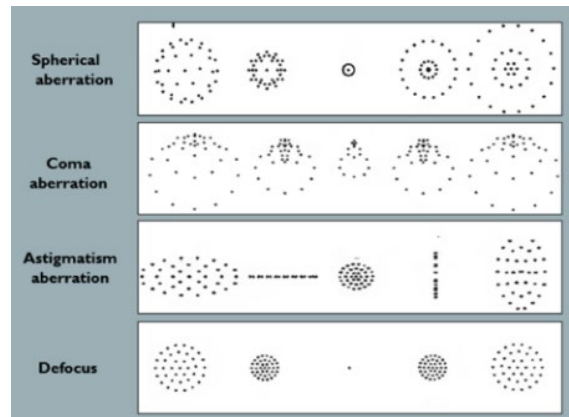 Spherical
aberration
Coma
aberration
Astigmatism
aberration
Defocus